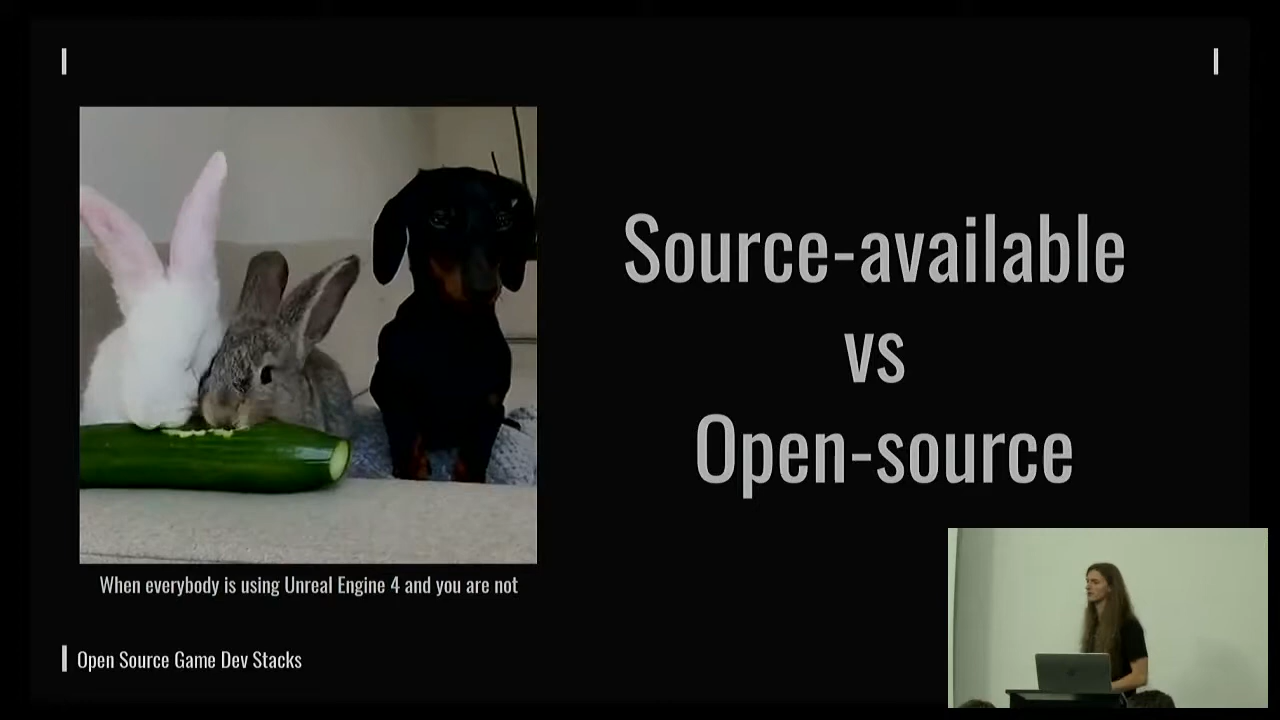 Source-available
vs
Open-source
When everybody is using Unreal Engine 4 and you are not
Open Source Game Dev Stacks